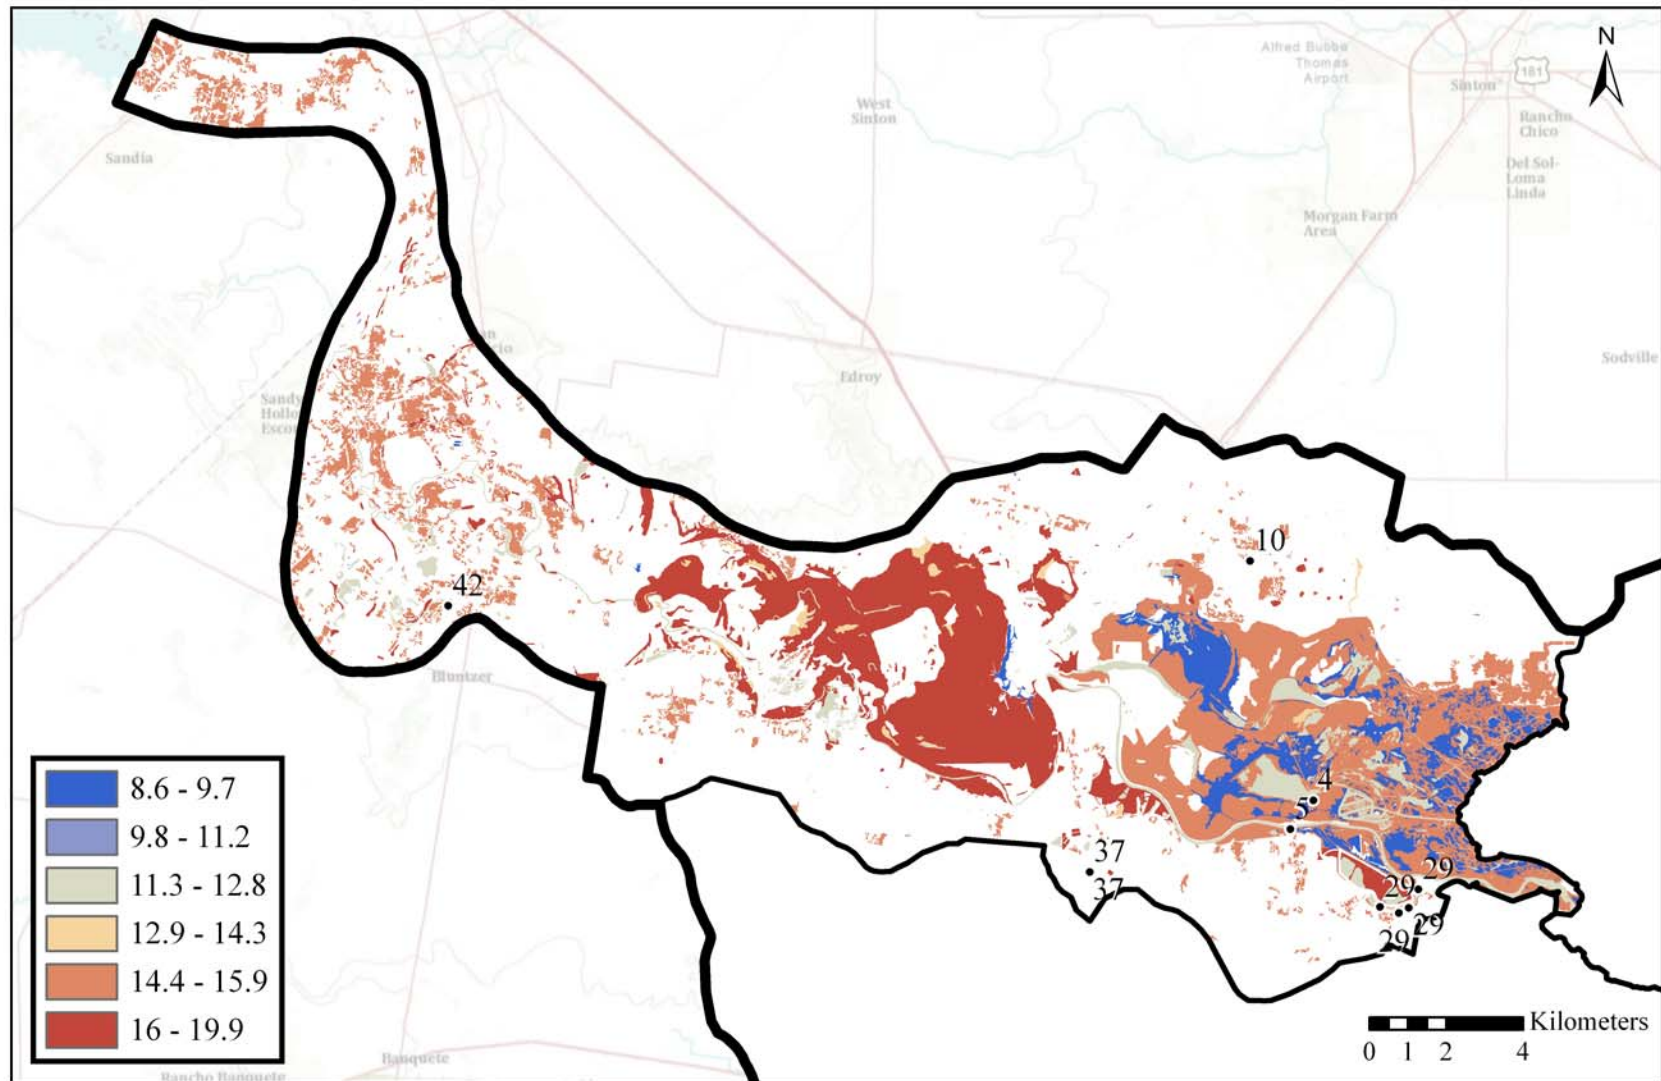 N
Alfred Bubba
Thomas
Airport
181
Sinton
West
Sinton
Rancho
Chico
Sandia
Del Sol-
Loma
Linda
Morgan Farm
Area
Sodville
Edroy
Sandy
10
42
Bluntzer
4
5
37
37
29
29
29
29
8.6 - 9.7
9.8 - 11.2
11.3 - 12.8
12.9 - 14.3
14.4 - 15.9
16 - 19.9
Kilometers
0 1 2 4
Banquete
Rancho Banquete